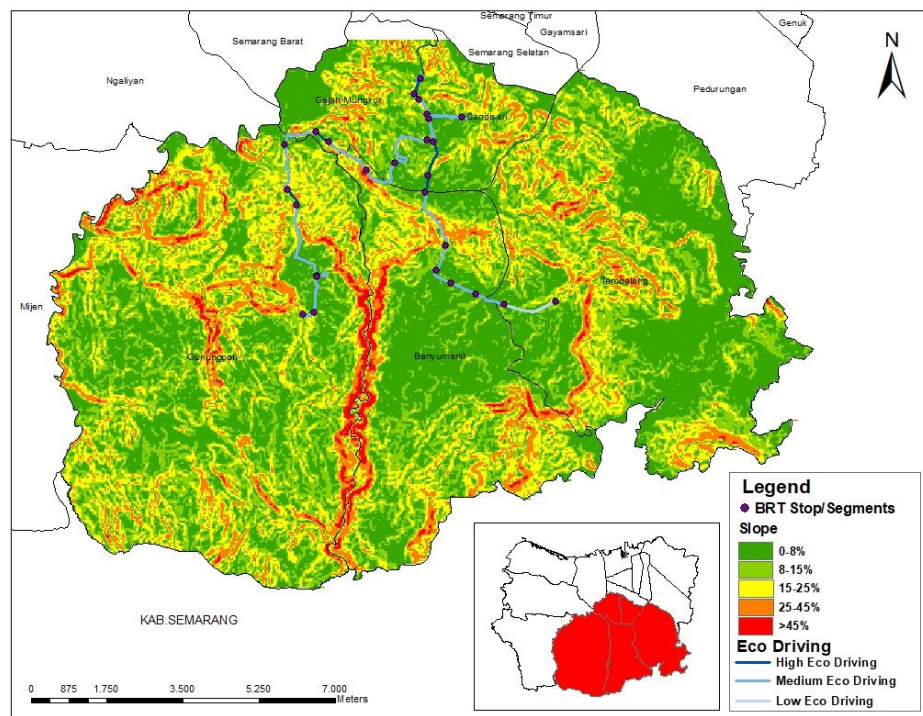 Semarang Timur
Genuk
Gayamsari
Semarang Barat
Semarang Selatan
N
Ngaliyan
Pedurungan
Gajah Mungkur
Candisari
Tembalang
Mijen
Gunungpati
Banyumanik
KAB.SEMARANG
0 875 1.750 3.500 5.250 7.000
Meters
Legend
BRT Stop/Segments
Slope
0-8%
8-15%
15-25%
25-45%
>45%
Eco Driving
High Eco Driving
Medium Eco Driving
Low Eco Driving